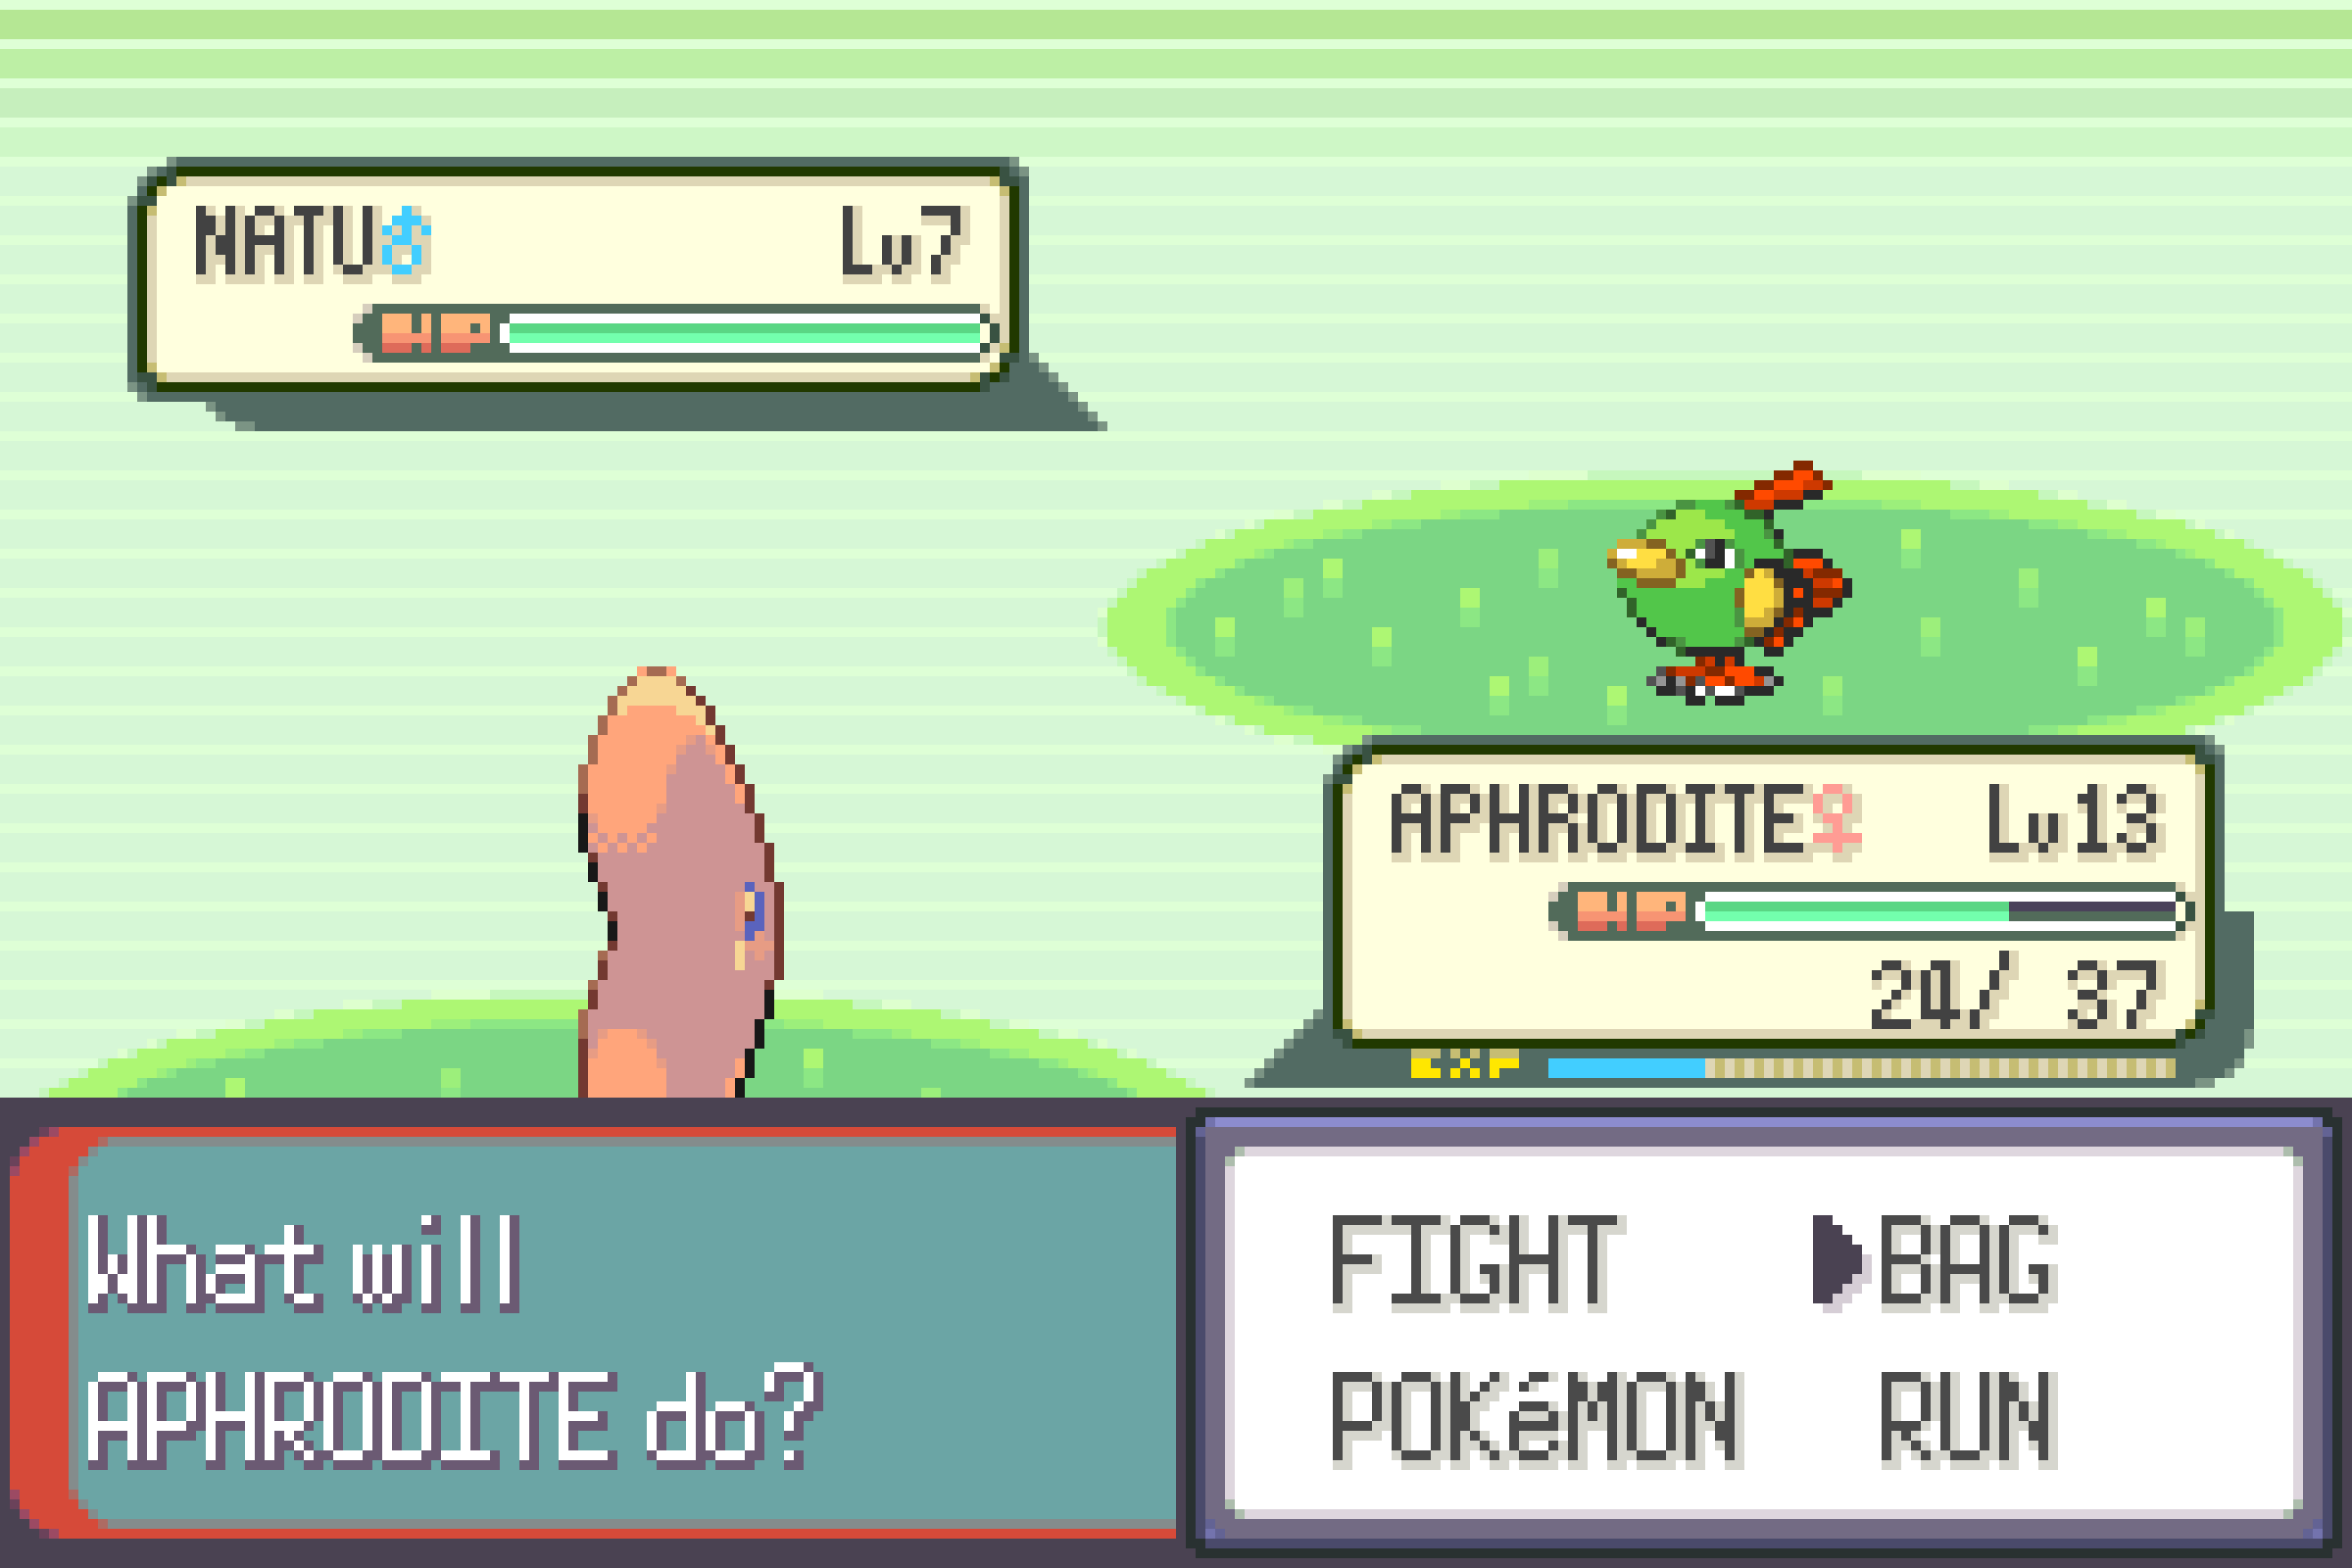 NATU♂ Lv7
HP
APHRODITE♀ Lv13
HP
24/ 37
EXP
What will
APHRODITE do?
FIGHT BAG
POKéMON RUN